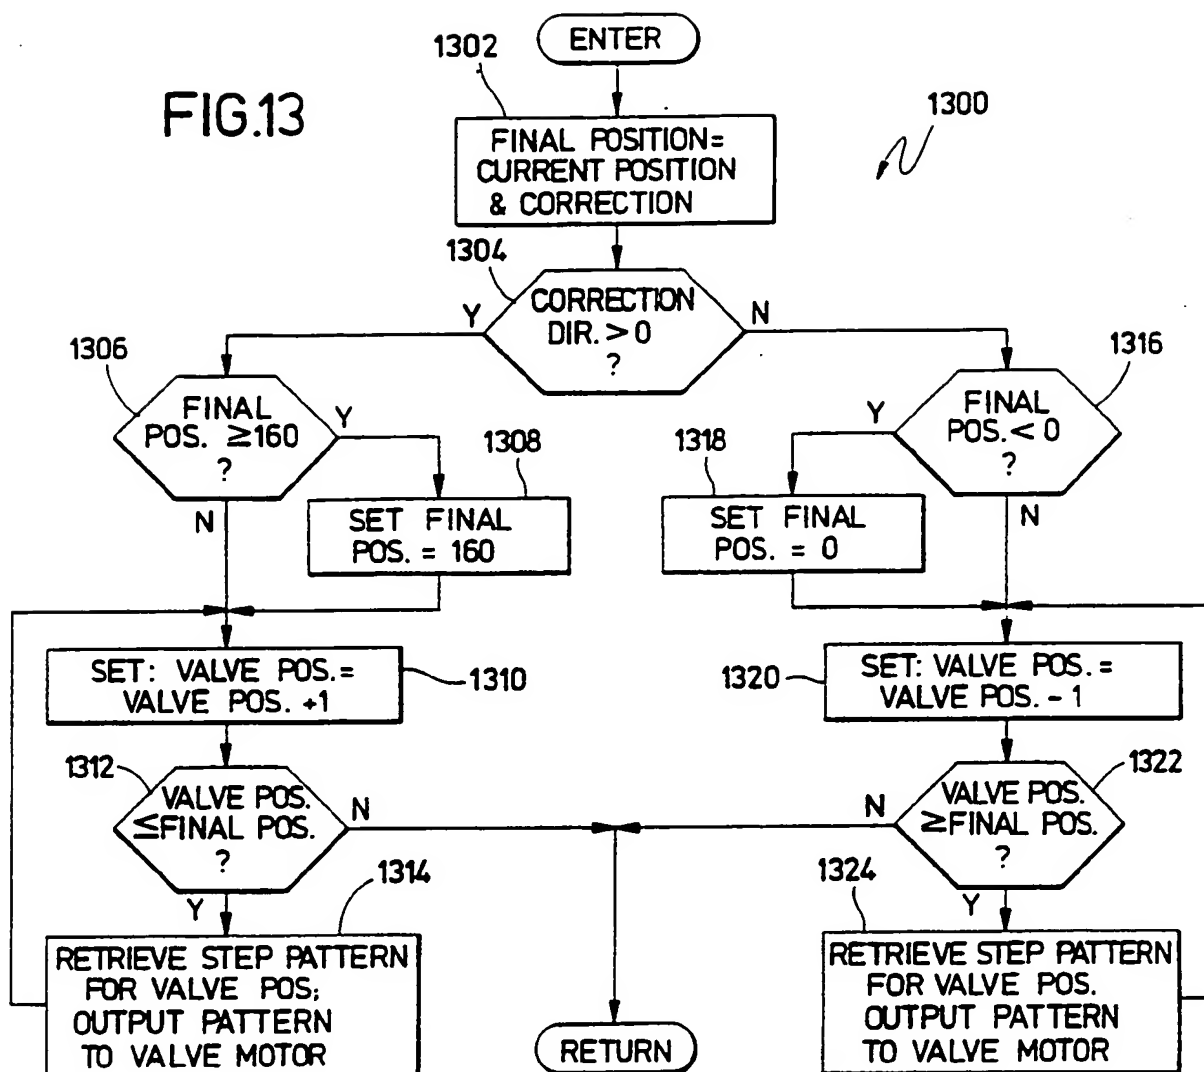 ENTER
1302
FIG.13
1300
FINAL POSITION=
CURRENT POSITION
& CORRECTION
1304
CORRECTION
DIR. > 0
?
Y
N
1306
1316
FINAL
POS. ≥160
?
Y
N
FINAL
POS. < 0
?
Y
N
1308
1318
SET FINAL
POS. = 160
SET FINAL
POS. = 0
SET: VALVE POS.=
VALVE POS. +1
1310
1320
SET: VALVE POS.=
VALVE POS. - 1
1312
1322
VALVE POS.
≤FINAL POS.
?
N
Y
VALVE POS.
≥FINAL POS.
?
N
Y
1314
1324
RETRIEVE STEP PATTERN
FOR VALVE POS;
OUTPUT PATTERN
TO VALVE MOTOR
RETURN
RETRIEVE STEP PATTERN
FOR VALVE POS.
OUTPUT PATTERN
TO VALVE MOTOR